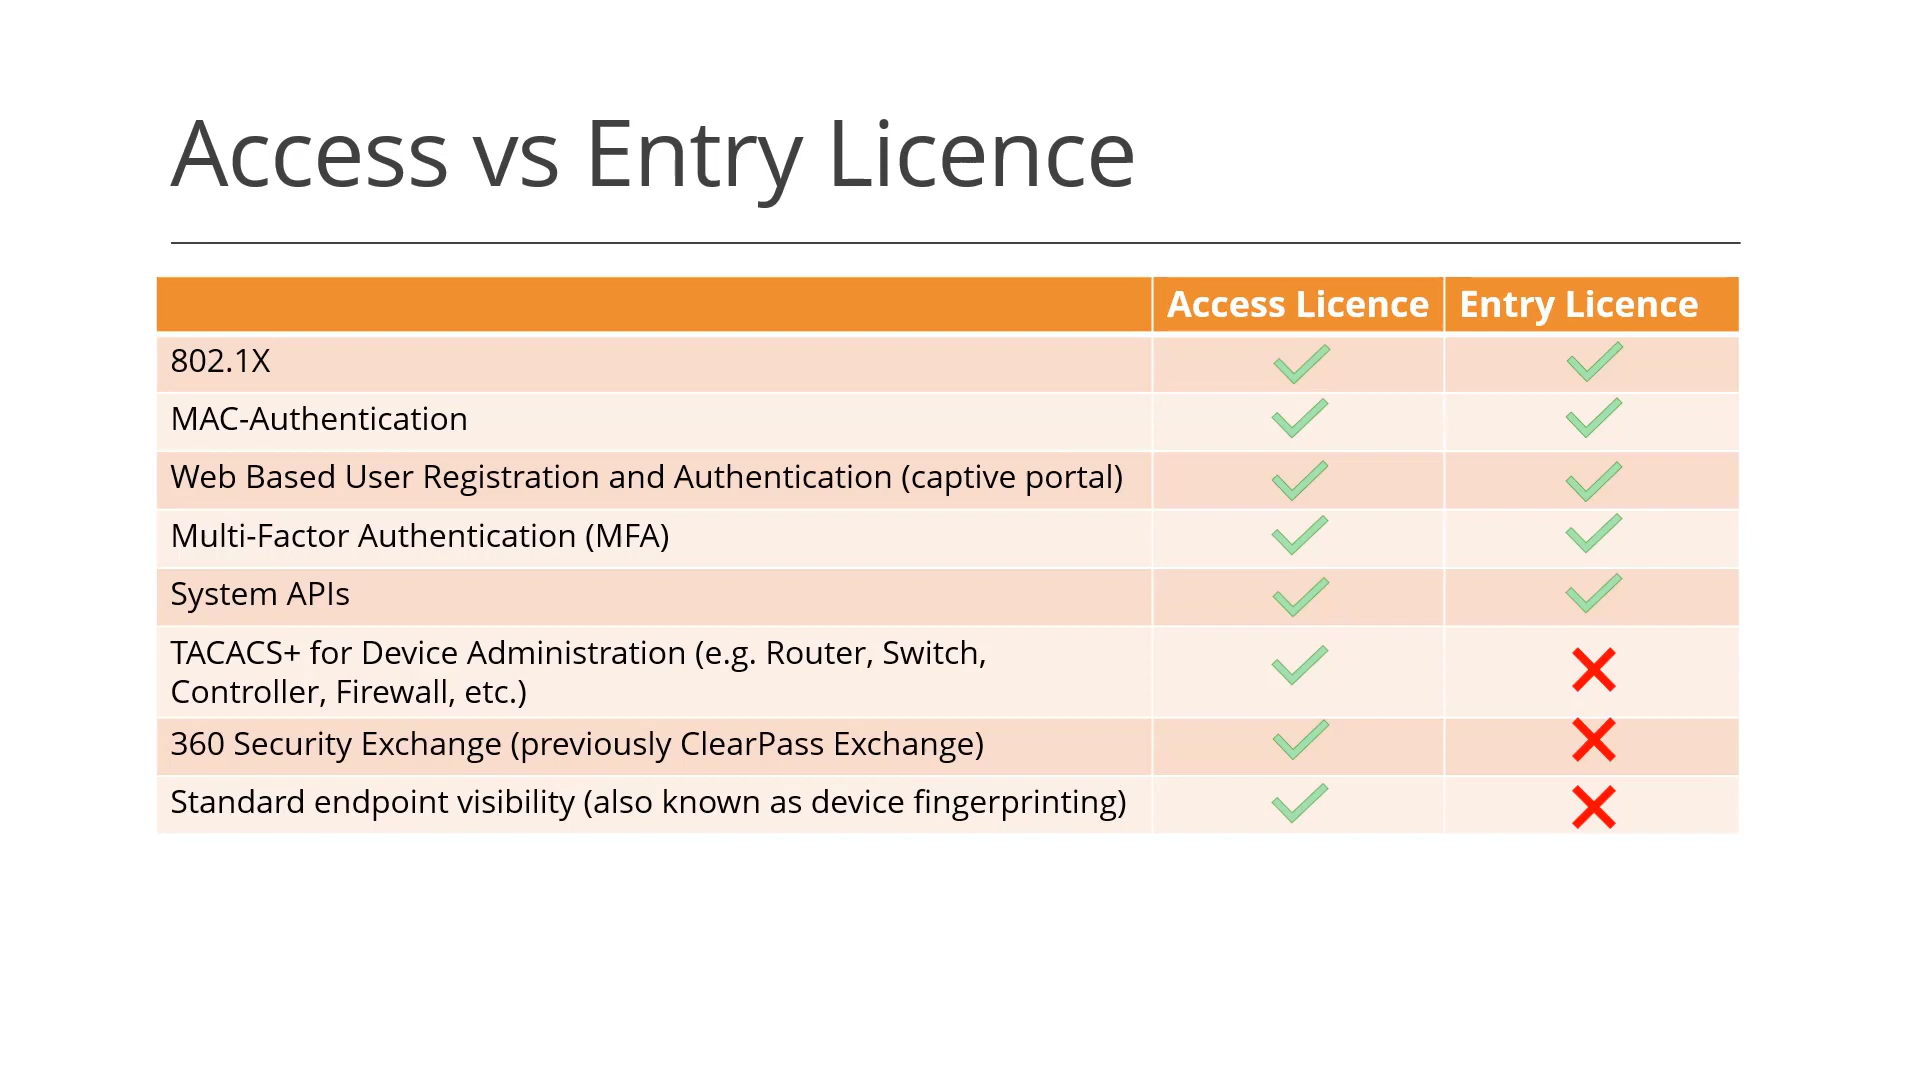 Access vs Entry Licence
Access Licence Entry Licence
802.1X
MAC-Authentication
Web Based User Registration and Authentication (captive portal)
Multi-Factor Authentication (MFA)
System APIs
TACACS+ for Device Administration (e.g. Router, Switch,
Controller, Firewall, etc.)
360 Security Exchange (previously ClearPass Exchange)
Standard endpoint visibility (also known as device fingerprinting)